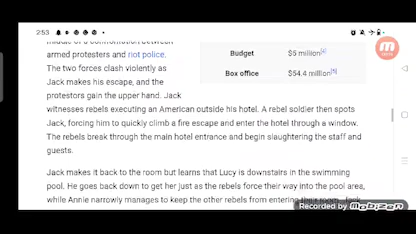 2:53
middle of a confrontation between
armed protesters and riot police.
The two forces clash violently as
Jack makes his escape, and the
protestors gain the upper hand. Jack
Budget $5 million[4]
Box office $54.4 million[5]
witnesses rebels executing an American outside his hotel. A rebel soldier then spots
Jack, forcing him to quickly climb a fire escape and enter the hotel through a window.
The rebels break through the main hotel entrance and begin slaughtering the staff and
guests.
Jack makes it back to the room but learns that Lucy is downstairs in the swimming
pool. He goes back down to get her just as the rebels force their way into the pool area,
while Annie narrowly manages to keep the other rebels from entering their room. Jack
Recorded by Mobizen